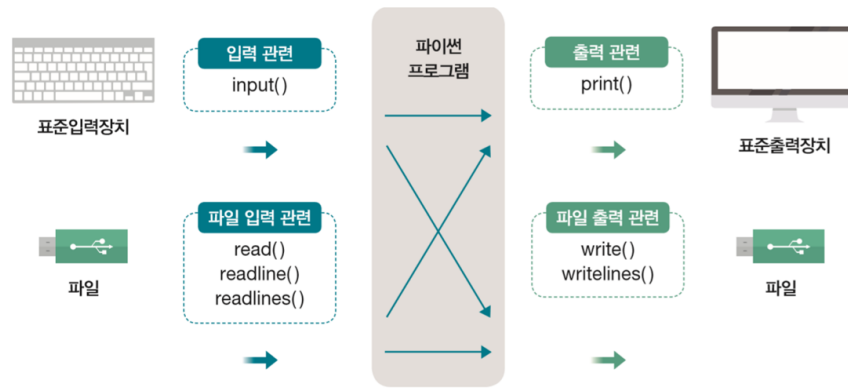 입력 관련
input()
표준입력장치
파일 입력 관련
read()
readline()
readlines()
파일
파이썬
프로그램
출력 관련
print()
표준출력장치
파일 출력 관련
write()
writelines()
파일